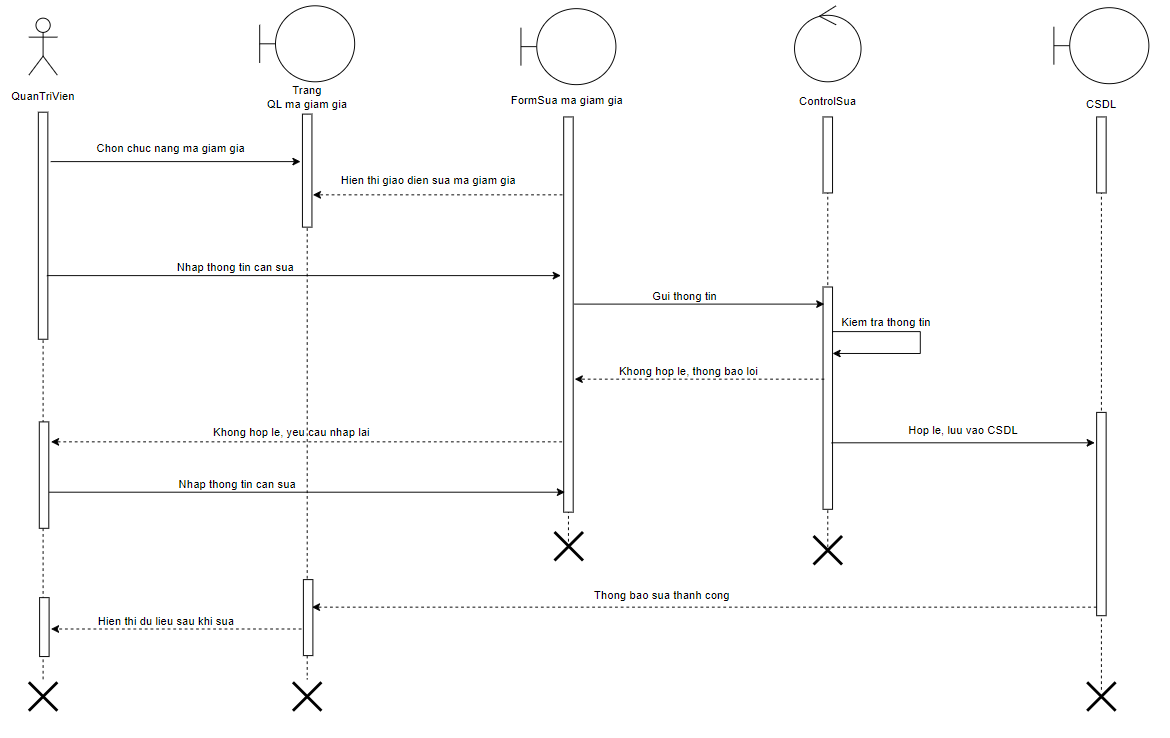 QuanTriVien
Trang
QL ma giam gia
FormSua ma giam gia
ControlSua
CSDL
Chon chuc nang ma giam gia
Hien thi giao dien sua ma giam gia
Nhap thong tin can sua
Gui thong tin
Kiem tra thong tin
Khong hop le, thong bao loi
Khong hop le, yeu cau nhap lai
Hop le, luu vao CSDL
Nhap thong tin can sua
Thong bao sua thanh cong
Hien thi du lieu sau khi sua